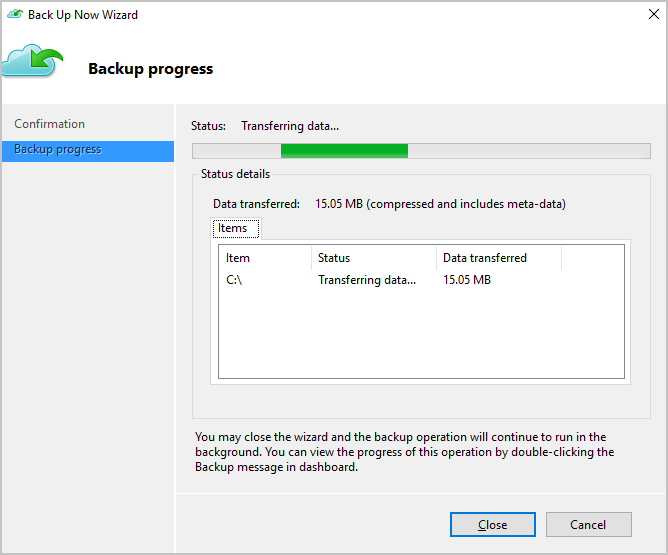 Back Up Now Wizard
Backup progress
Confirmation
Backup progress
Status: Transferring data...
Status details
Data transferred: 15.05 MB (compressed and includes meta-data)
Items
Item Status Data transferred
C:\ Transferring data... 15.05 MB
You may close the wizard and the backup operation will continue to run in the
background. You can view the progress of this operation by double-clicking the
Backup message in dashboard.
Close Cancel